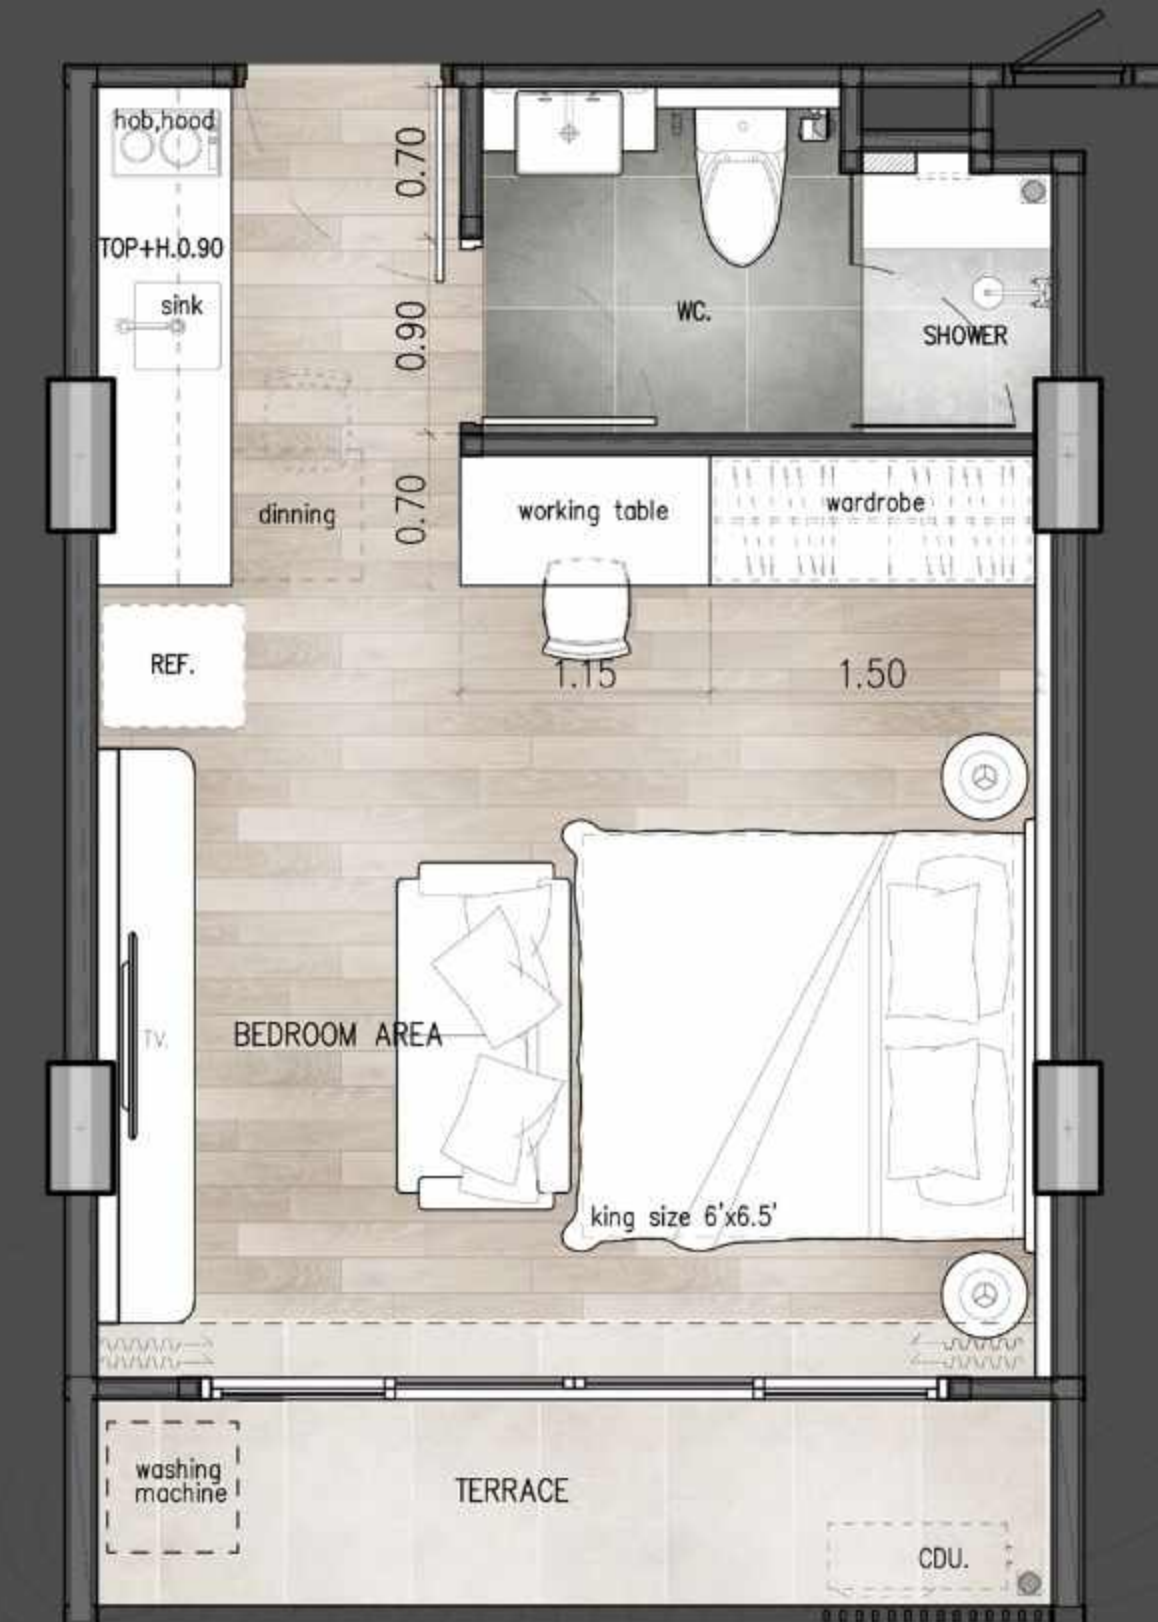 hob,hood
0.70
TOP+H.0.90
sink
WC.
0.90
SHOWER
dinning
0.70
working table
wardrobe
REF.
1.15
1.50
TV.
BEDROOM AREA
king size 6'x6.5'
washing
machine
TERRACE
CDU.